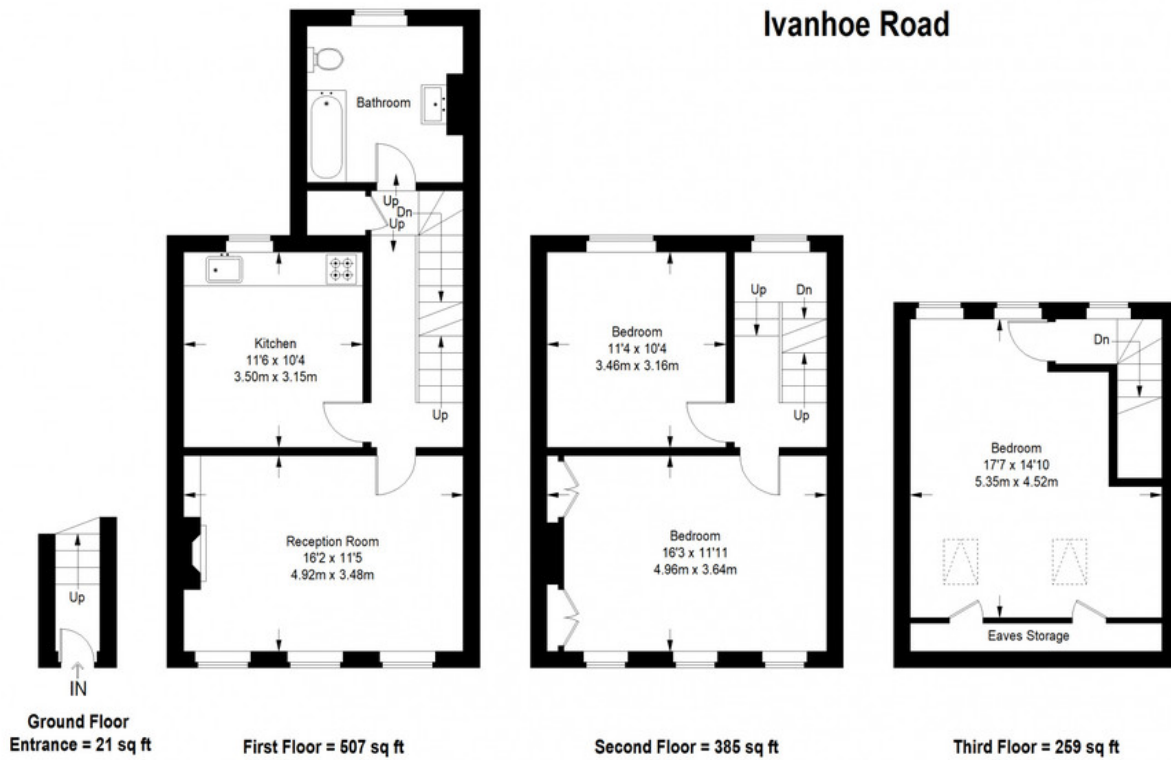 Ivanhoe Road
Bathroom
Up
Dn
Up
Kitchen
11'6 x 10'4
3.50m x 3.15m
Up
Reception Room
16'2 x 11'5
4.92m x 3.48m
Up
IN
Ground Floor
Entrance = 21 sq ft
First Floor = 507 sq ft
Up
Dn
Bedroom
11'4 x 10'4
3.46m x 3.16m
Up
Bedroom
16'3 x 11'11
4.96m x 3.64m
Second Floor = 385 sq ft
Dn
Bedroom
17'7 x 14'10
5.35m x 4.52m
Eaves Storage
Third Floor = 259 sq ft